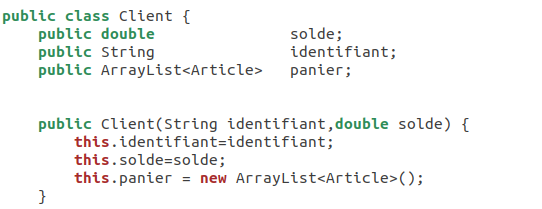 public class Client {
    public double               solde;
    public String               identifiant;
    public ArrayList<Article>   panier;
    public Client(String identifiant,double solde) {
        this.identifiant=identifiant;
        this.solde=solde;
        this.panier = new ArrayList<Article>();
    }